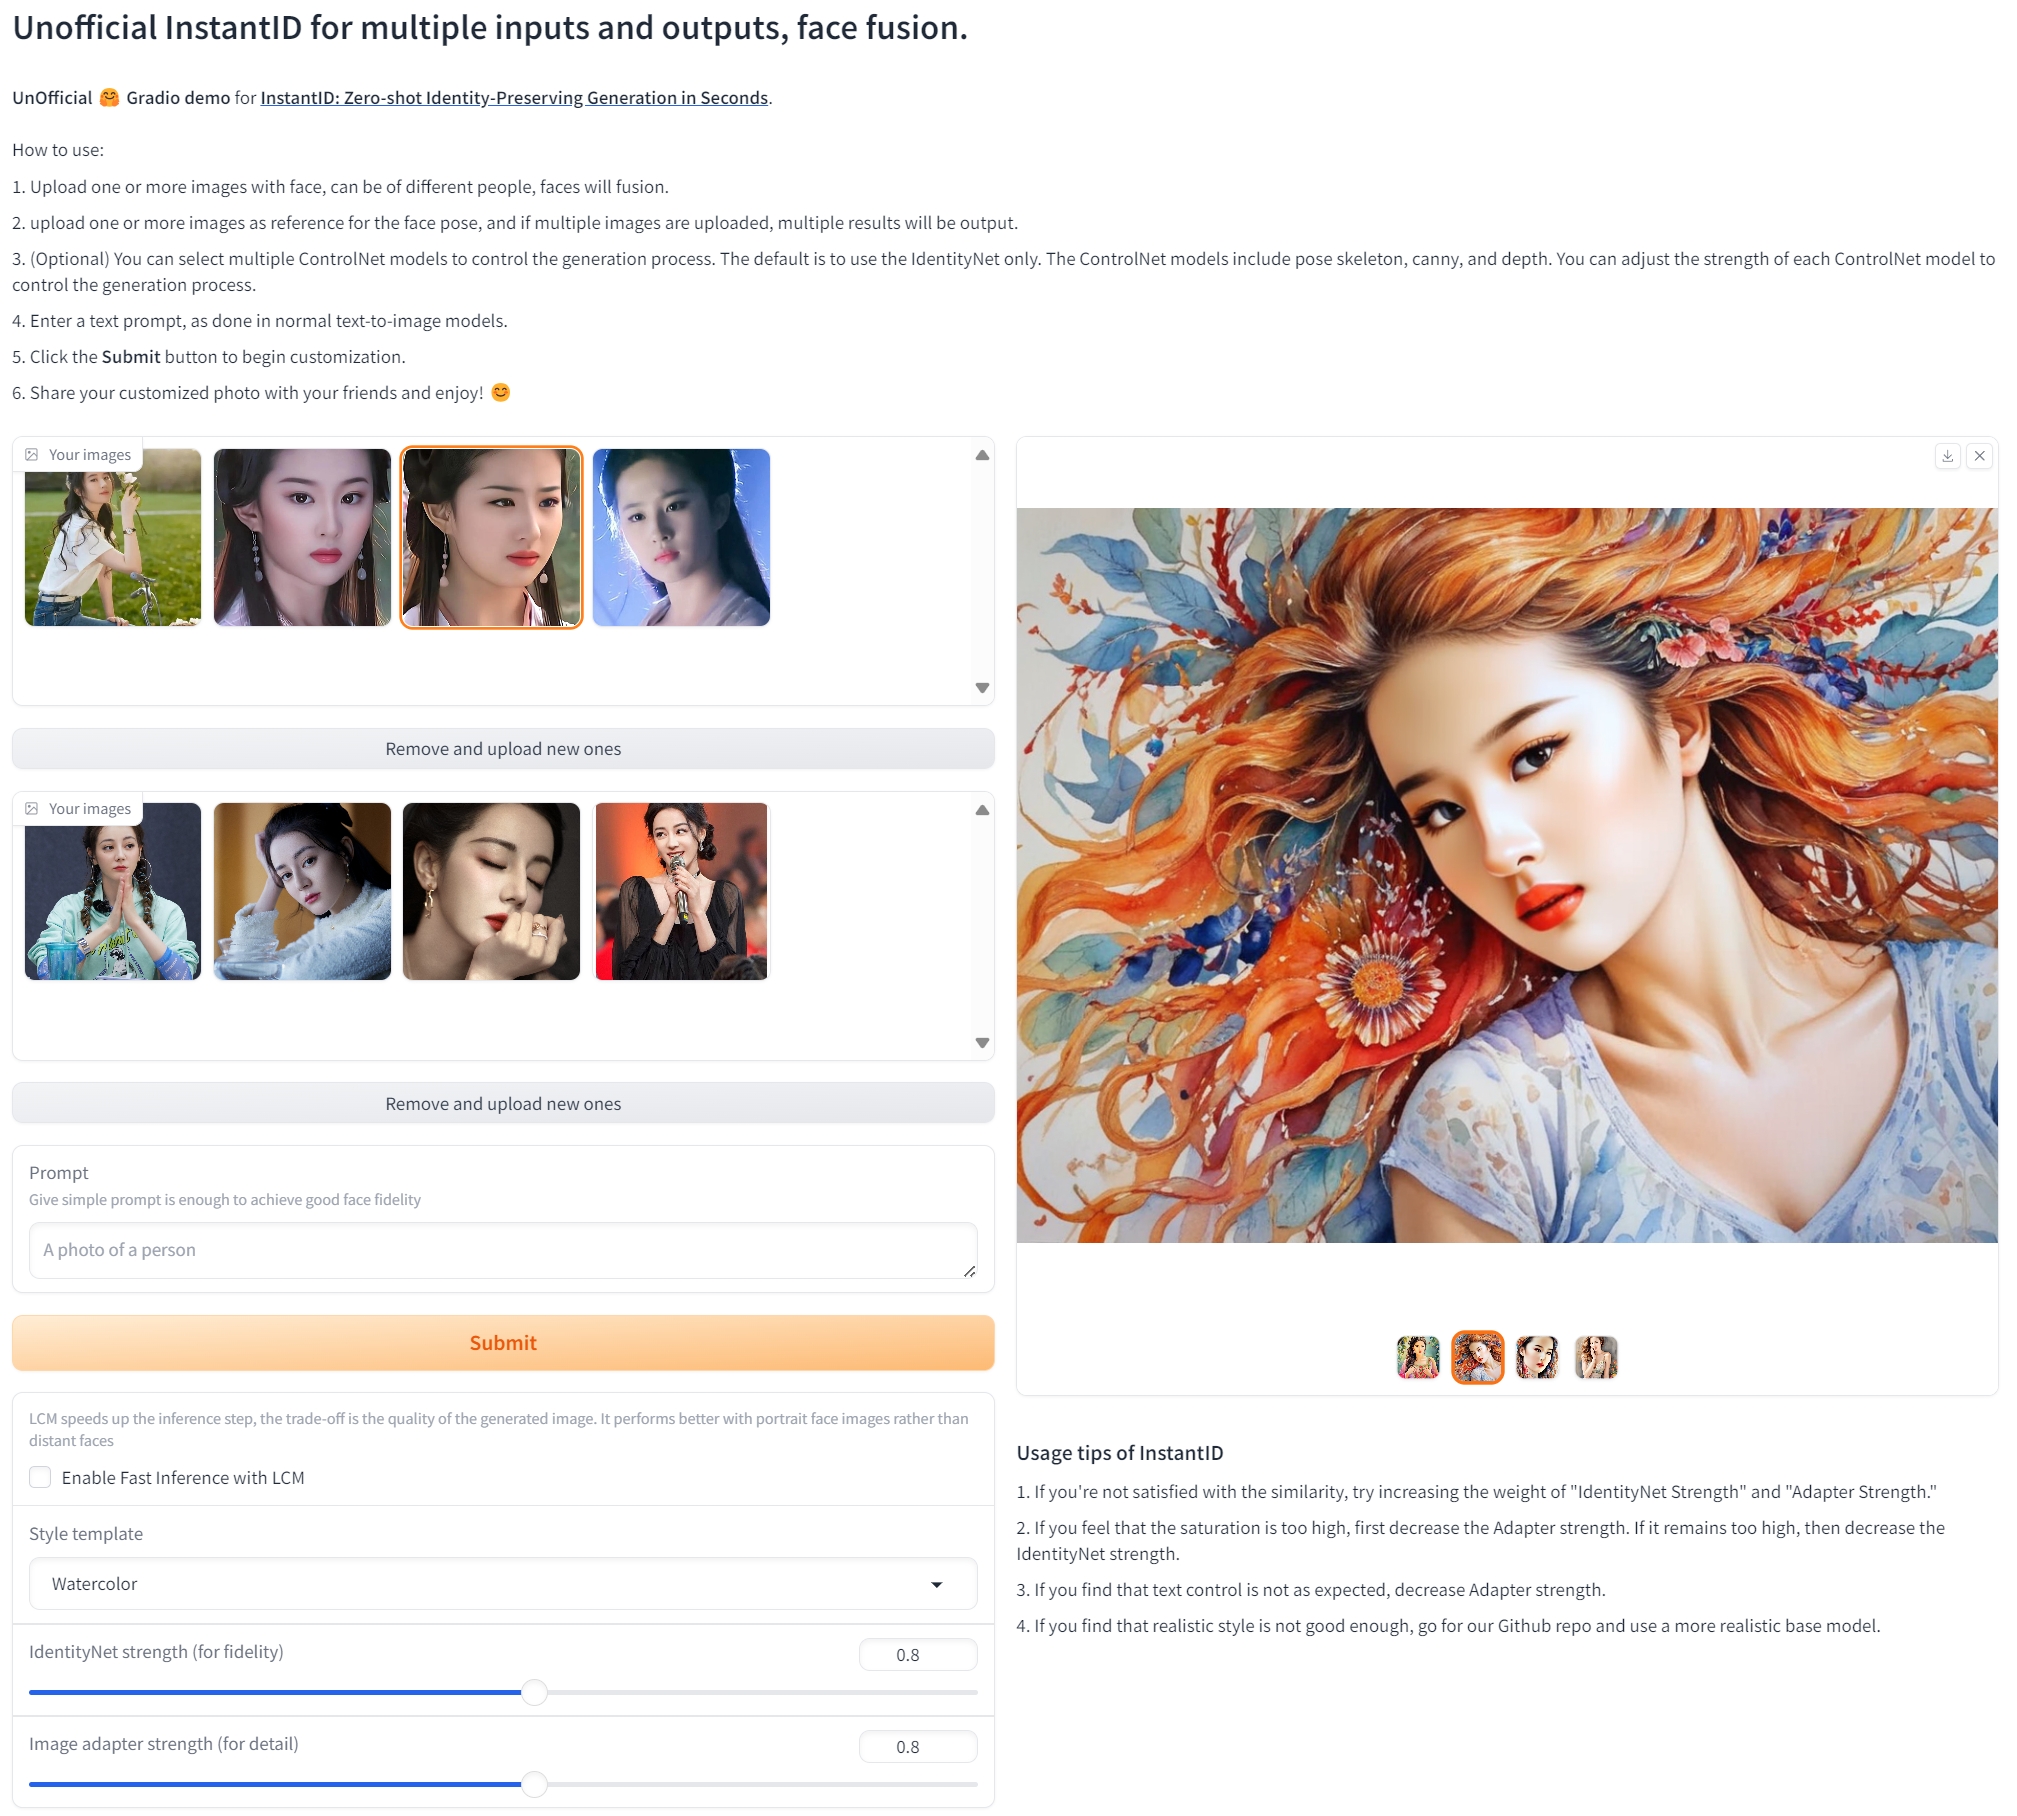 Unofficial InstantID for multiple inputs and outputs, face fusion.
UnOfficial 🤗 Gradio demo for InstantID: Zero-shot Identity-Preserving Generation in Seconds.
How to use:
1. Upload one or more images with face, can be of different people, faces will fusion.
2. upload one or more images as reference for the face pose, and if multiple images are uploaded, multiple results will be output.
3. (Optional) You can select multiple ControlNet models to control the generation process. The default is to use the IdentityNet only. The ControlNet models include pose skeleton, canny, and depth. You can adjust the strength of each ControlNet model to
control the generation process.
4. Enter a text prompt, as done in normal text-to-image models.
5. Click the Submit button to begin customization.
6. Share your customized photo with your friends and enjoy! 😊
Your images
Remove and upload new ones
Your images
Remove and upload new ones
Prompt
Give simple prompt is enough to achieve good face fidelity
A photo of a person
Submit
LCM speeds up the inference step, the trade-off is the quality of the generated image. It performs better with portrait face images rather than
distant faces
Enable Fast Inference with LCM
Style template
Watercolor
IdentityNet strength (for fidelity)
0.8
Image adapter strength (for detail)
0.8
Usage tips of InstantID
1. If you're not satisfied with the similarity, try increasing the weight of "IdentityNet Strength" and "Adapter Strength."
2. If you feel that the saturation is too high, first decrease the Adapter strength. If it remains too high, then decrease the
IdentityNet strength.
3. If you find that text control is not as expected, decrease Adapter strength.
4. If you find that realistic style is not good enough, go for our Github repo and use a more realistic base model.